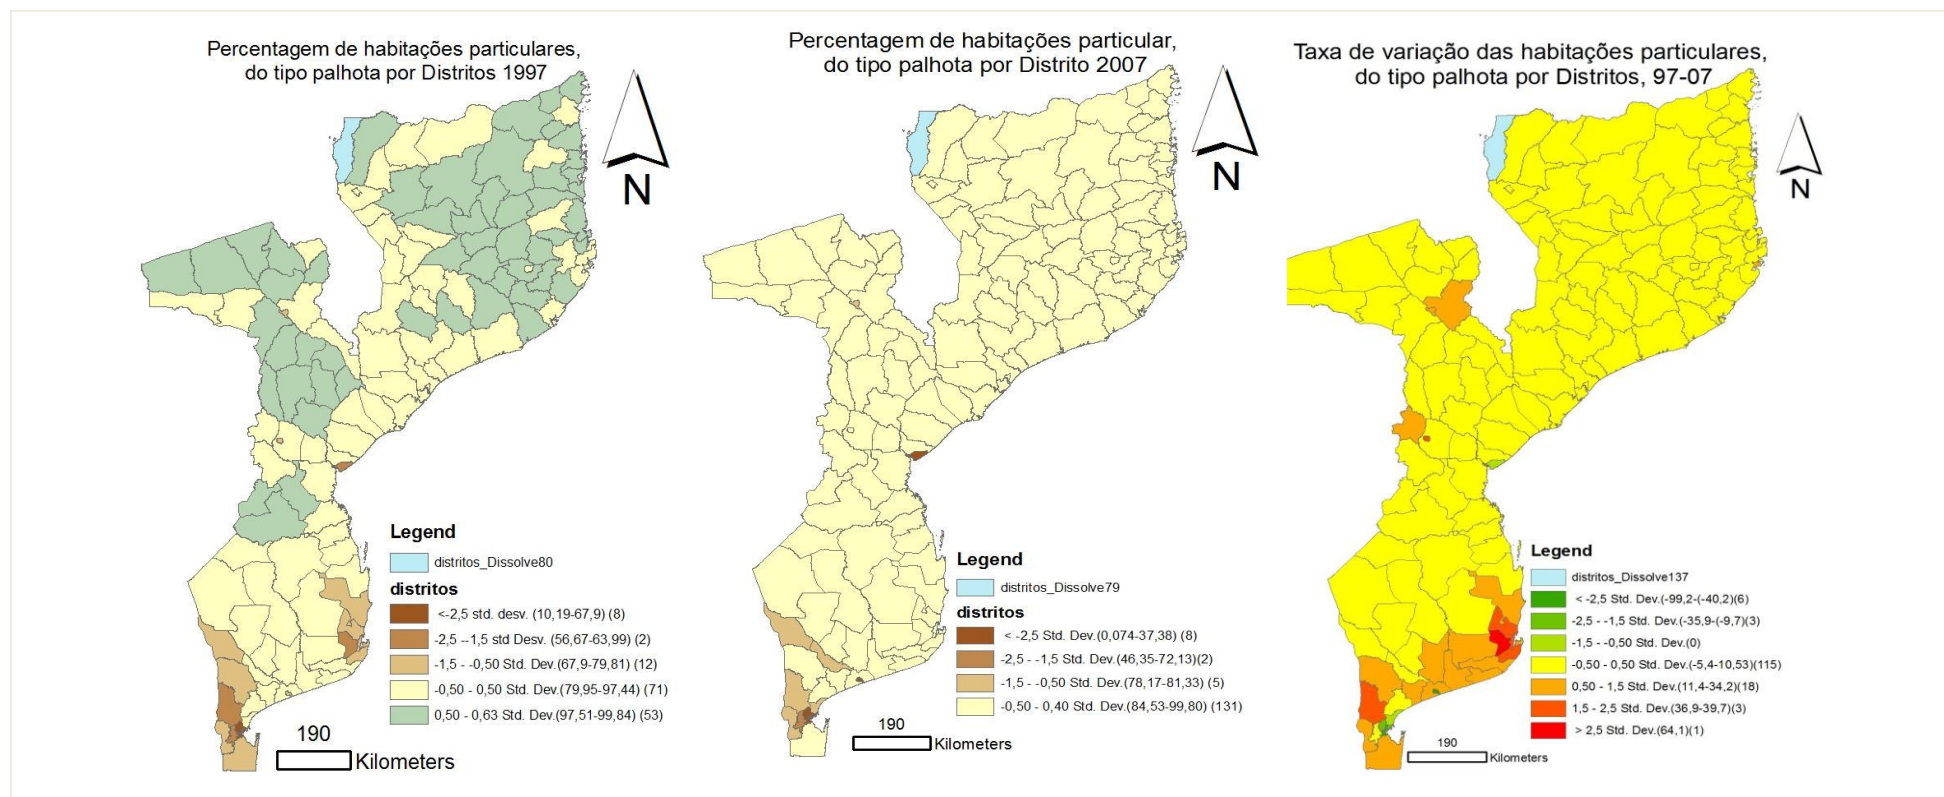 Percentagem de habitações particulares,
do tipo palhota por Distritos 1997
N
Legend
distritos_Dissolve80
distritos
<-2,5 std. desv. (10,19-67,9) (8)
-2,5 --1,5 std Desv. (56,67-63,99) (2)
-1,5 - -0,50 Std. Dev.(67,9-79,81) (12)
-0,50 - 0,50 Std. Dev.(79,95-97,44) (71)
0,50 - 0,63 Std. Dev.(97,51-99,84) (53)
190
Kilometers
Percentagem de habitações particular,
do tipo palhota por Distrito 2007
N
Legend
distritos_Dissolve79
distritos
< -2,5 Std. Dev.(0,074-37,38) (8)
-2,5 - -1,5 Std. Dev.(46,35-72,13)(2)
-1,5 - -0,50 Std. Dev.(78,17-81,33) (5)
-0,50 - 0,40 Std. Dev.(84,53-99,80) (131)
190
Kilometers
Taxa de variação das habitações particulares,
do tipo palhota por Distritos, 97-07
N
Legend
distritos_Dissolve137
< -2,5 Std. Dev.(-99,2-(-40,2)(6)
-2,5 - -1,5 Std. Dev.(-35,9-(-9,7)(3)
-1,5 - -0,50 Std. Dev.(0)
-0,50 - 0,50 Std. Dev.(-5,4-10,53)(115)
0,50 - 1,5 Std. Dev.(11,4-34,2)(18)
1,5 - 2,5 Std. Dev.(36,9-39,7)(3)
> 2,5 Std. Dev.(64,1)(1)
190
Kilometers